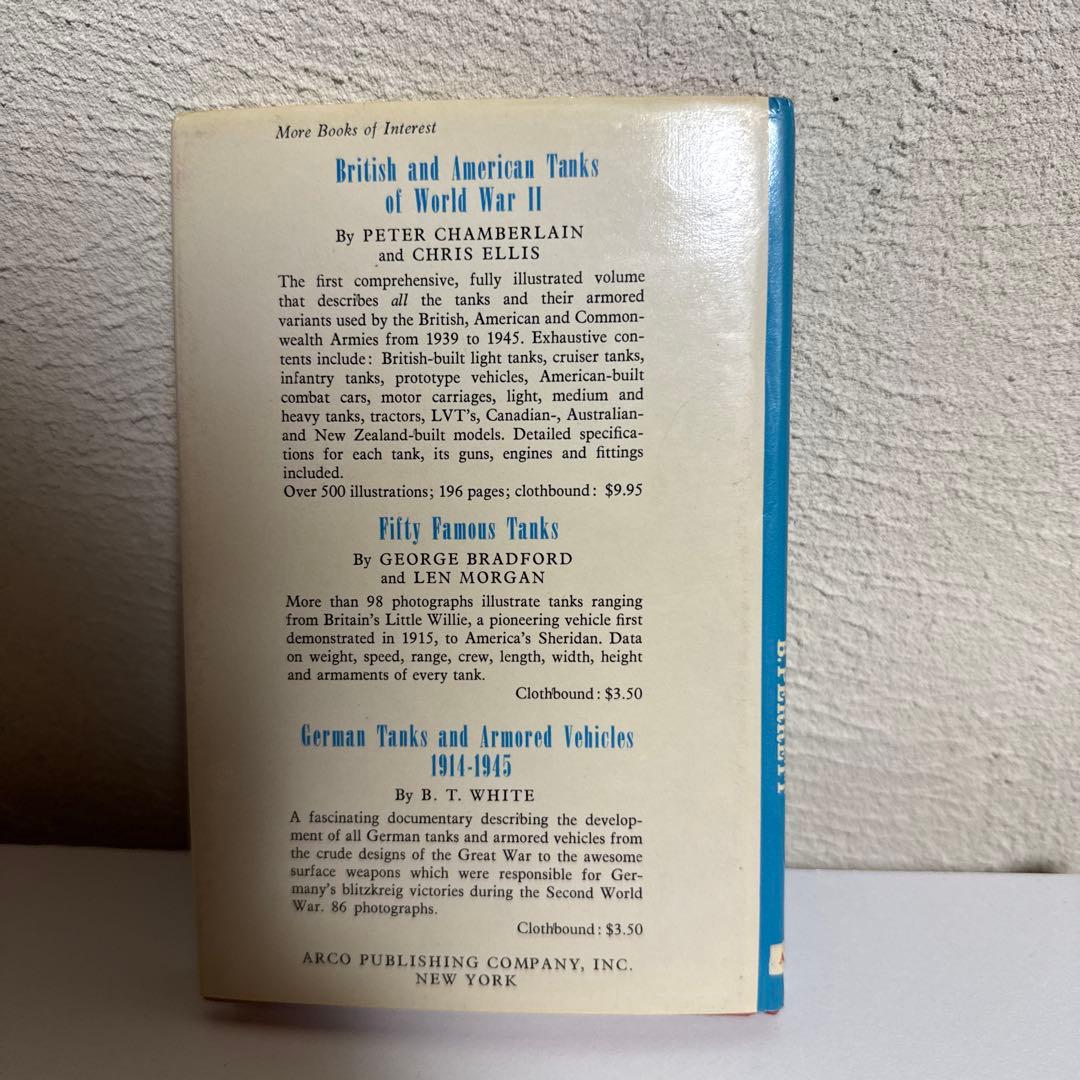 More Books of Interest
British and American Tanks
of World War II
By PETER CHAMBERLAIN
and CHRIS ELLIS
The first comprehensive, fully illustrated volume
that describes all the tanks and their armored
variants used by the British, American and Common-
wealth Armies from 1939 to 1945. Exhaustive con-
tents include: British-built light tanks, cruiser tanks,
infantry tanks, prototype vehicles, American-built
combat cars, motor carriages, light, medium and
heavy tanks, tractors, LVT's, Canadian-, Australian-
and New Zealand-built models. Detailed specifica-
tions for each tank, its guns, engines and fittings
included.
Over 500 illustrations; 196 pages; clothbound: $9.95
Fifty Famous Tanks
By GEORGE BRADFORD
and LEN MORGAN
More than 98 photographs illustrate tanks ranging
from Britain's Little Willie, a pioneering vehicle first
demonstrated in 1915, to America's Sheridan. Data
on weight, speed, range, crew, length, width, height
and armaments of every tank.
Clothbound: $3.50
German Tanks and Armored Vehicles
1914-1945
By B. T. WHITE
A fascinating documentary describing the develop-
ment of all German tanks and armored vehicles from
the crude designs of the Great War to the awesome
surface weapons which were responsible for Ger-
many's blitzkreig victories during the Second World
War. 86 photographs.
Clothbound: $3.50
ARCO PUBLISHING COMPANY, INC.
NEW YORK